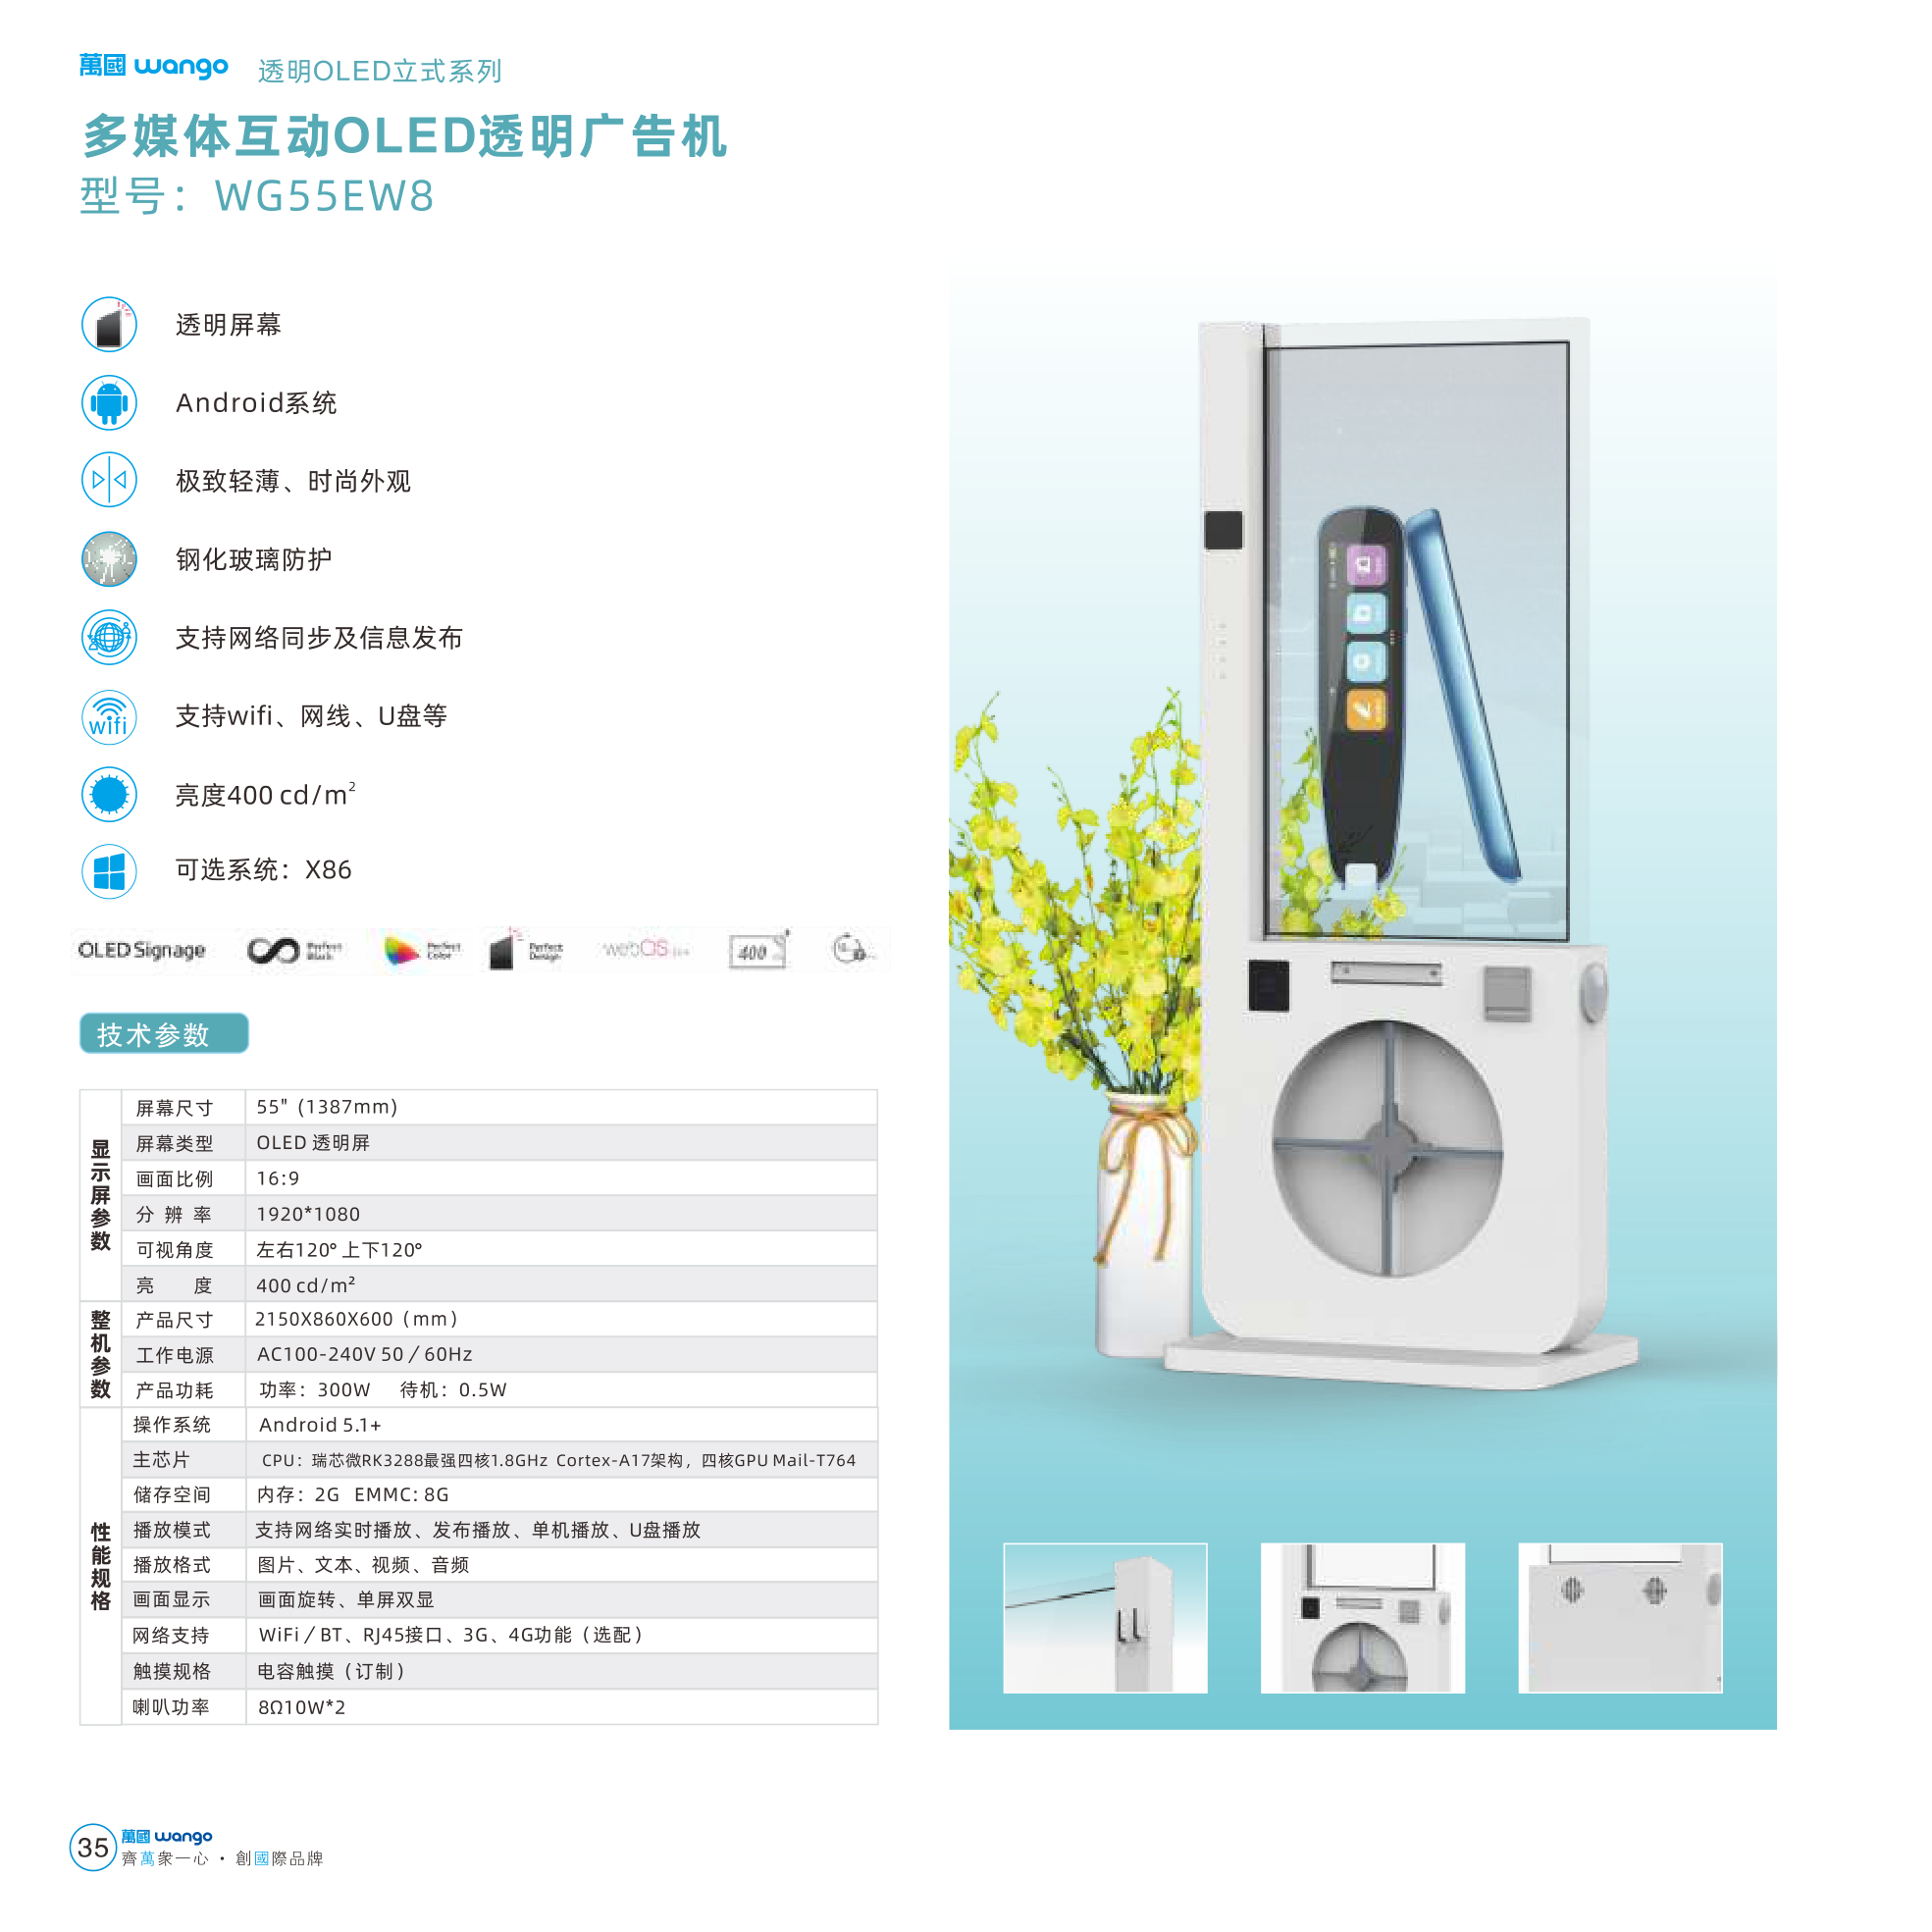 萬國 wango 透明OLED立式系列
多媒体互动OLED透明广告机
型号：WG55EW8
透明屏幕
Android系统
极致轻薄、时尚外观
钢化玻璃防护
支持网络同步及信息发布
wifi 支持wifi、网线、U盘等
亮度400 cd/m²
可选系统：X86
OLED Signage Perfect Black Perfect Color Perfect Design webOS 400
技术参数
显示屏参数
屏幕尺寸 55" (1387mm)
屏幕类型 OLED 透明屏
画面比例 16:9
分 辨 率 1920*1080
可视角度 左右120° 上下120°
亮 度 400 cd/m²
整机参数
产品尺寸 2150X860X600（mm）
工作电源 AC100-240V 50／60Hz
产品功耗 功率：300W 待机：0.5W
性能规格
操作系统 Android 5.1+
主芯片 CPU：瑞芯微RK3288最强四核1.8GHz Cortex-A17架构，四核GPU Mail-T764
储存空间 内存：2G EMMC: 8G
播放模式 支持网络实时播放、发布播放、单机播放、U盘播放
播放格式 图片、文本、视频、音频
画面显示 画面旋转、单屏双显
网络支持 WiFi／BT、RJ45接口、3G、4G功能（选配）
触摸规格 电容触摸（订制）
喇叭功率 8Ω10W*2
35 萬國 wango
齊萬衆一心 • 創國際品牌